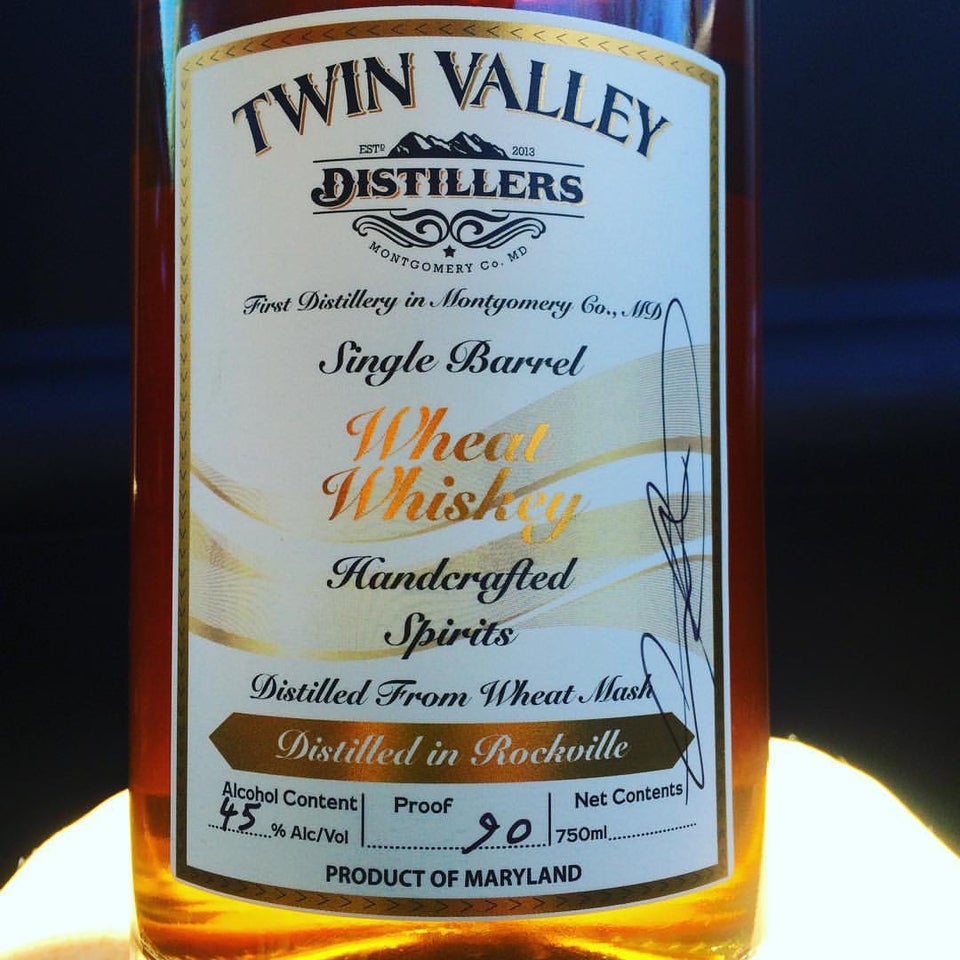 TWIN VALLEY
ESTD 2013
DISTILLERS
MONTGOMERY Co. MD
First Distillery in Montgomery Co., MD
Single Barrel
Wheat
Whiskey
Handcrafted
Spirits
Distilled From Wheat Mash
Distilled in Rockville
Alcohol Content Proof Net Contents
45 % Alc/Vol 90 750ml
PRODUCT OF MARYLAND